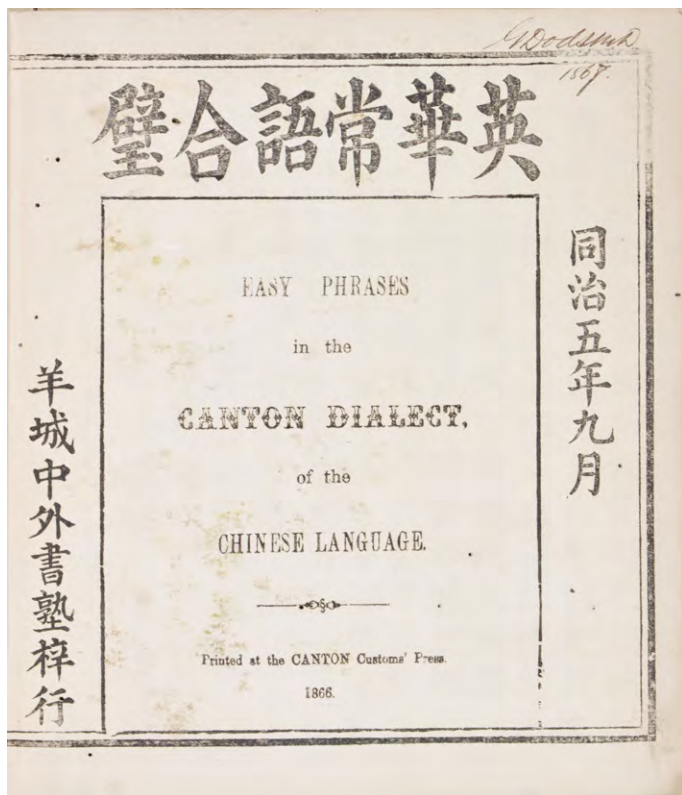 1867.
英華常語合璧
同治五年九月
EASY PHRASES
in the
CANTON DIALECT,
of the
CHINESE LANGUAGE.
Printed at the CANTON Customs' Press.
1866.
羊城中外書塾梓行